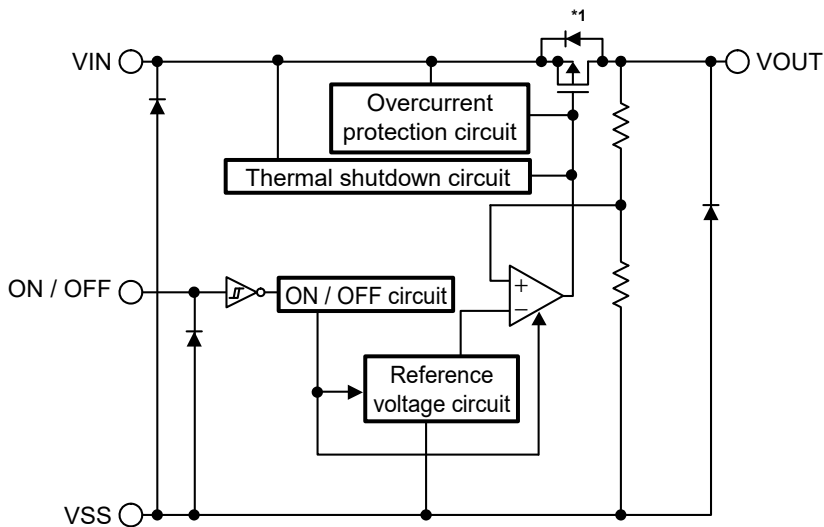 *1
VIN
VOUT
Overcurrent
protection circuit
Thermal shutdown circuit
ON / OFF
ON / OFF circuit
+
−
Reference
voltage circuit
VSS